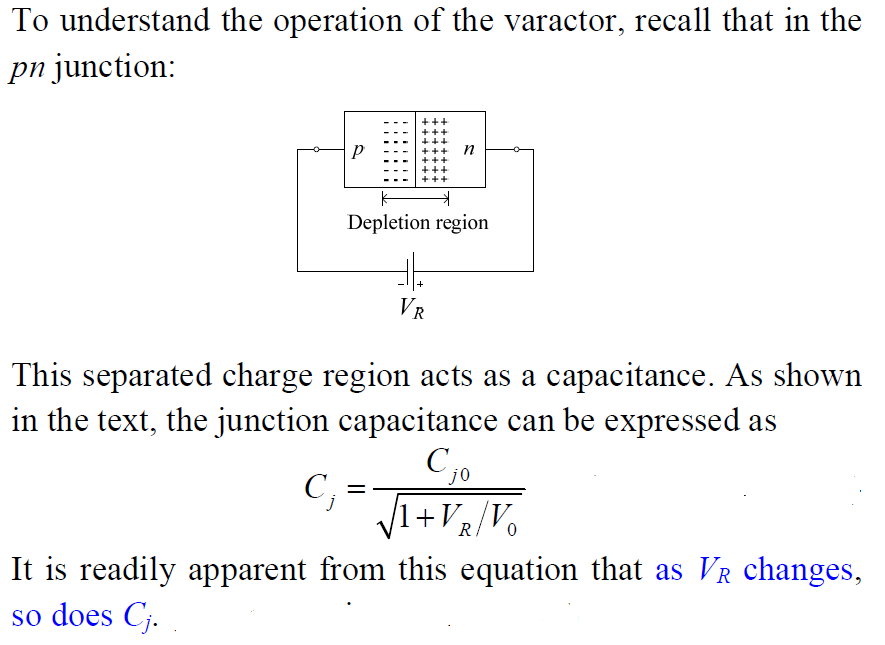 To understand the operation of the varactor, recall that in the
pn junction:
--- +++
--- +++
--- +++
p --- +++ n
--- +++
--- +++
--- +++
Depletion region
- +
V_R
This separated charge region acts as a capacitance. As shown
in the text, the junction capacitance can be expressed as
C_j = C_{j0} / √(1+V_R/V_0)
It is readily apparent from this equation that as V_R changes,
so does C_j.